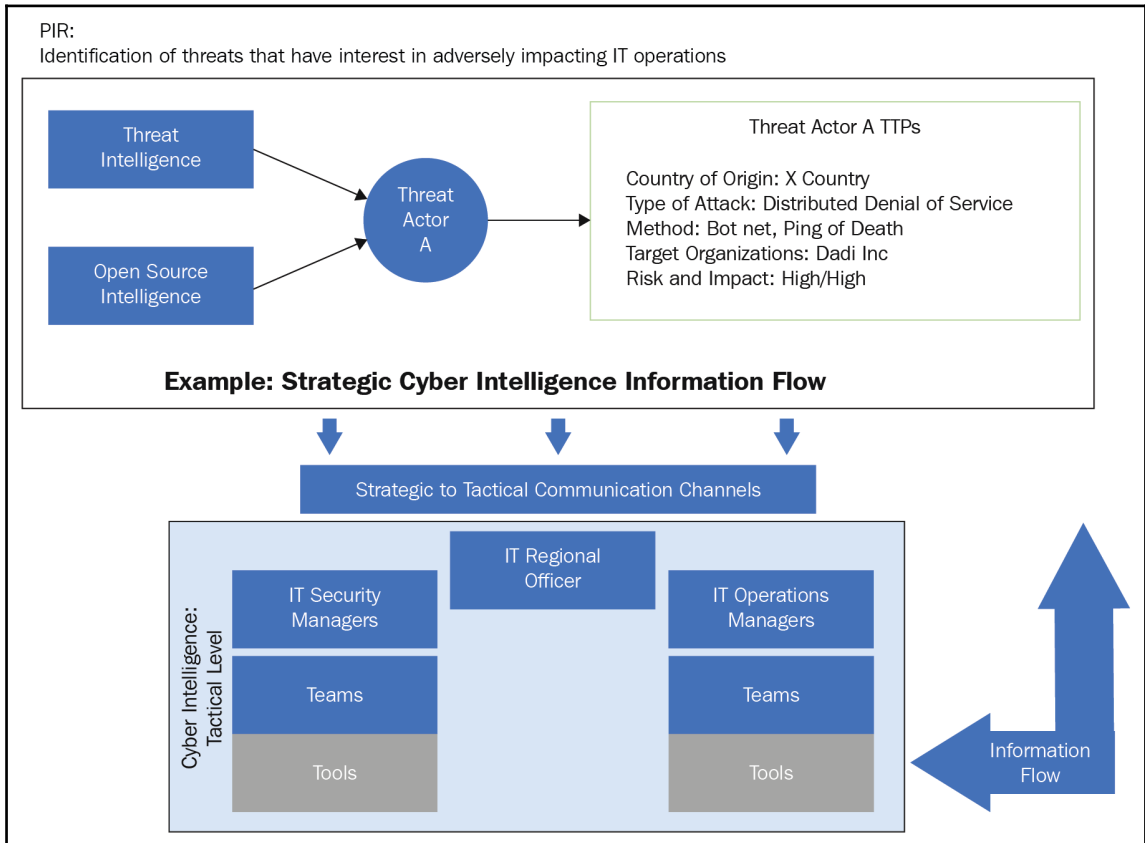 PIR:
Identification of threats that have interest in adversely impacting IT operations
Threat
Intelligence
Open Source
Intelligence
Threat
Actor
A
Threat Actor A TTPs
Country of Origin: X Country
Type of Attack: Distributed Denial of Service
Method: Bot net, Ping of Death
Target Organizations: Dadi Inc
Risk and Impact: High/High
Example: Strategic Cyber Intelligence Information Flow
Strategic to Tactical Communication Channels
Cyber Intelligence:
Tactical Level
IT Regional
Officer
IT Security
Managers
Teams
Tools
IT Operations
Managers
Teams
Tools
Information
Flow